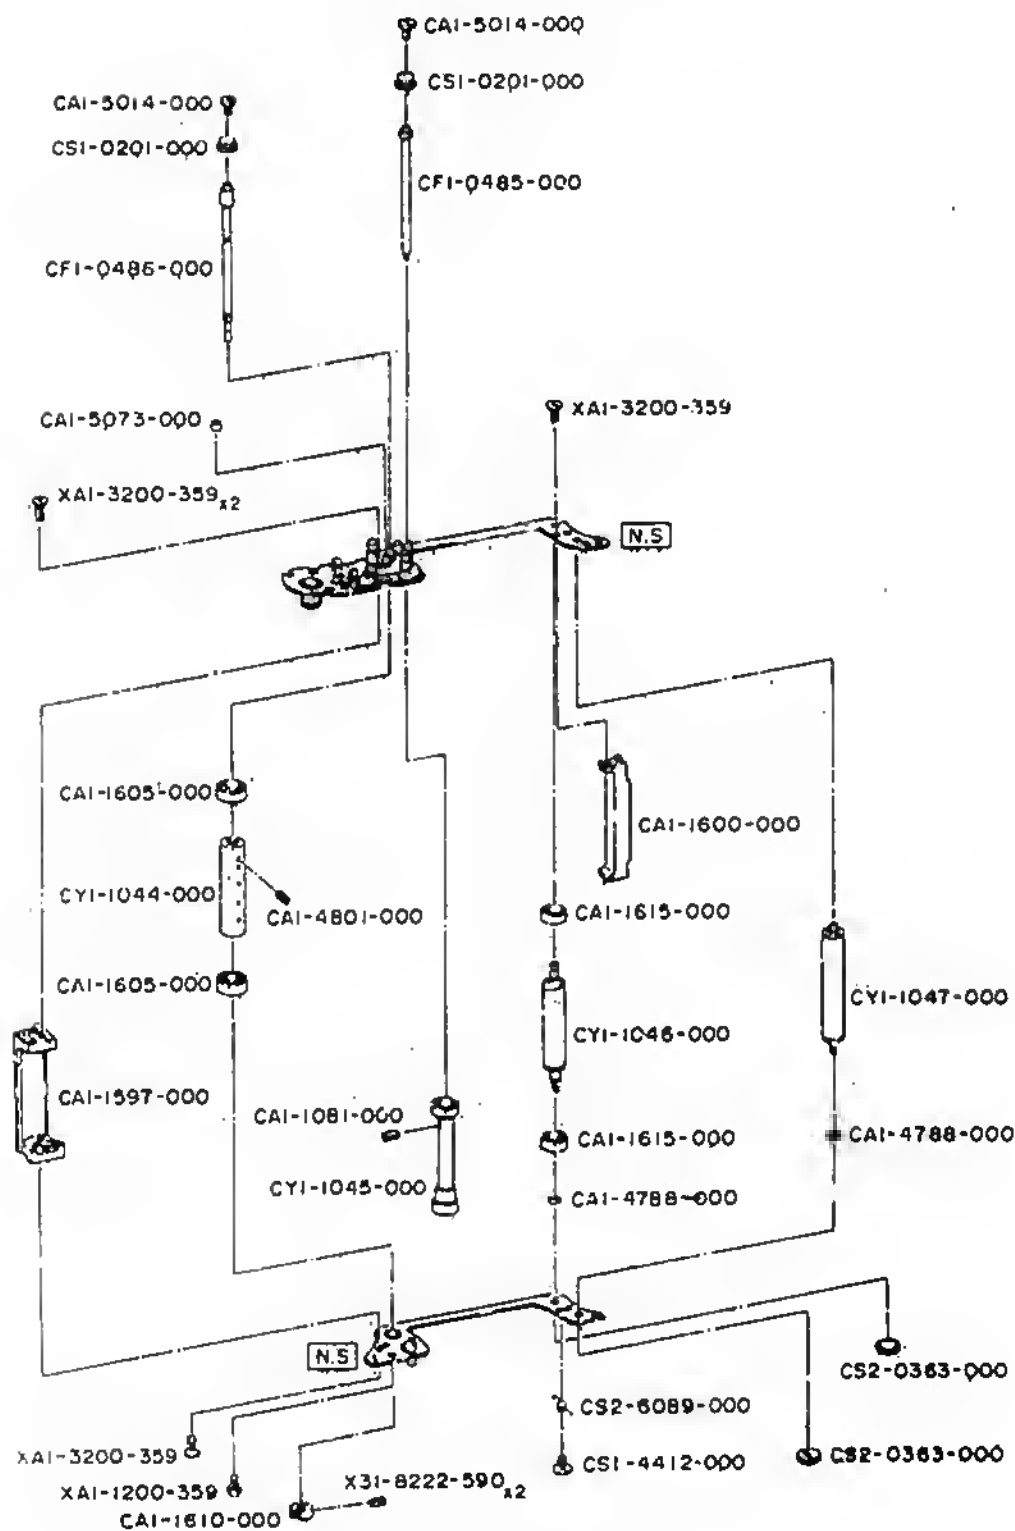 CA1-5014-000
CS1-0201-000
CA1-5014-000
CS1-0201-000
CF1-0485-000
CF1-0486-000
CA1-5073-000
XA1-3200-359
XA1-3200-359x2
N.S
CA1-1605-000
CA1-1600-000
CY1-1044-000
CA1-4801-000
CA1-1615-000
CA1-1605-000
CY1-1047-000
CY1-1046-000
CA1-1597-000
CA1-1081-000
CA1-1615-000
CA1-4788-000
CY1-1045-000
CA1-4788-000
N.S
CS2-0363-000
CS2-6089-000
XA1-3200-359
CS1-4412-000
CS2-0363-000
XA1-1200-359
X31-8222-590x2
CA1-1610-000